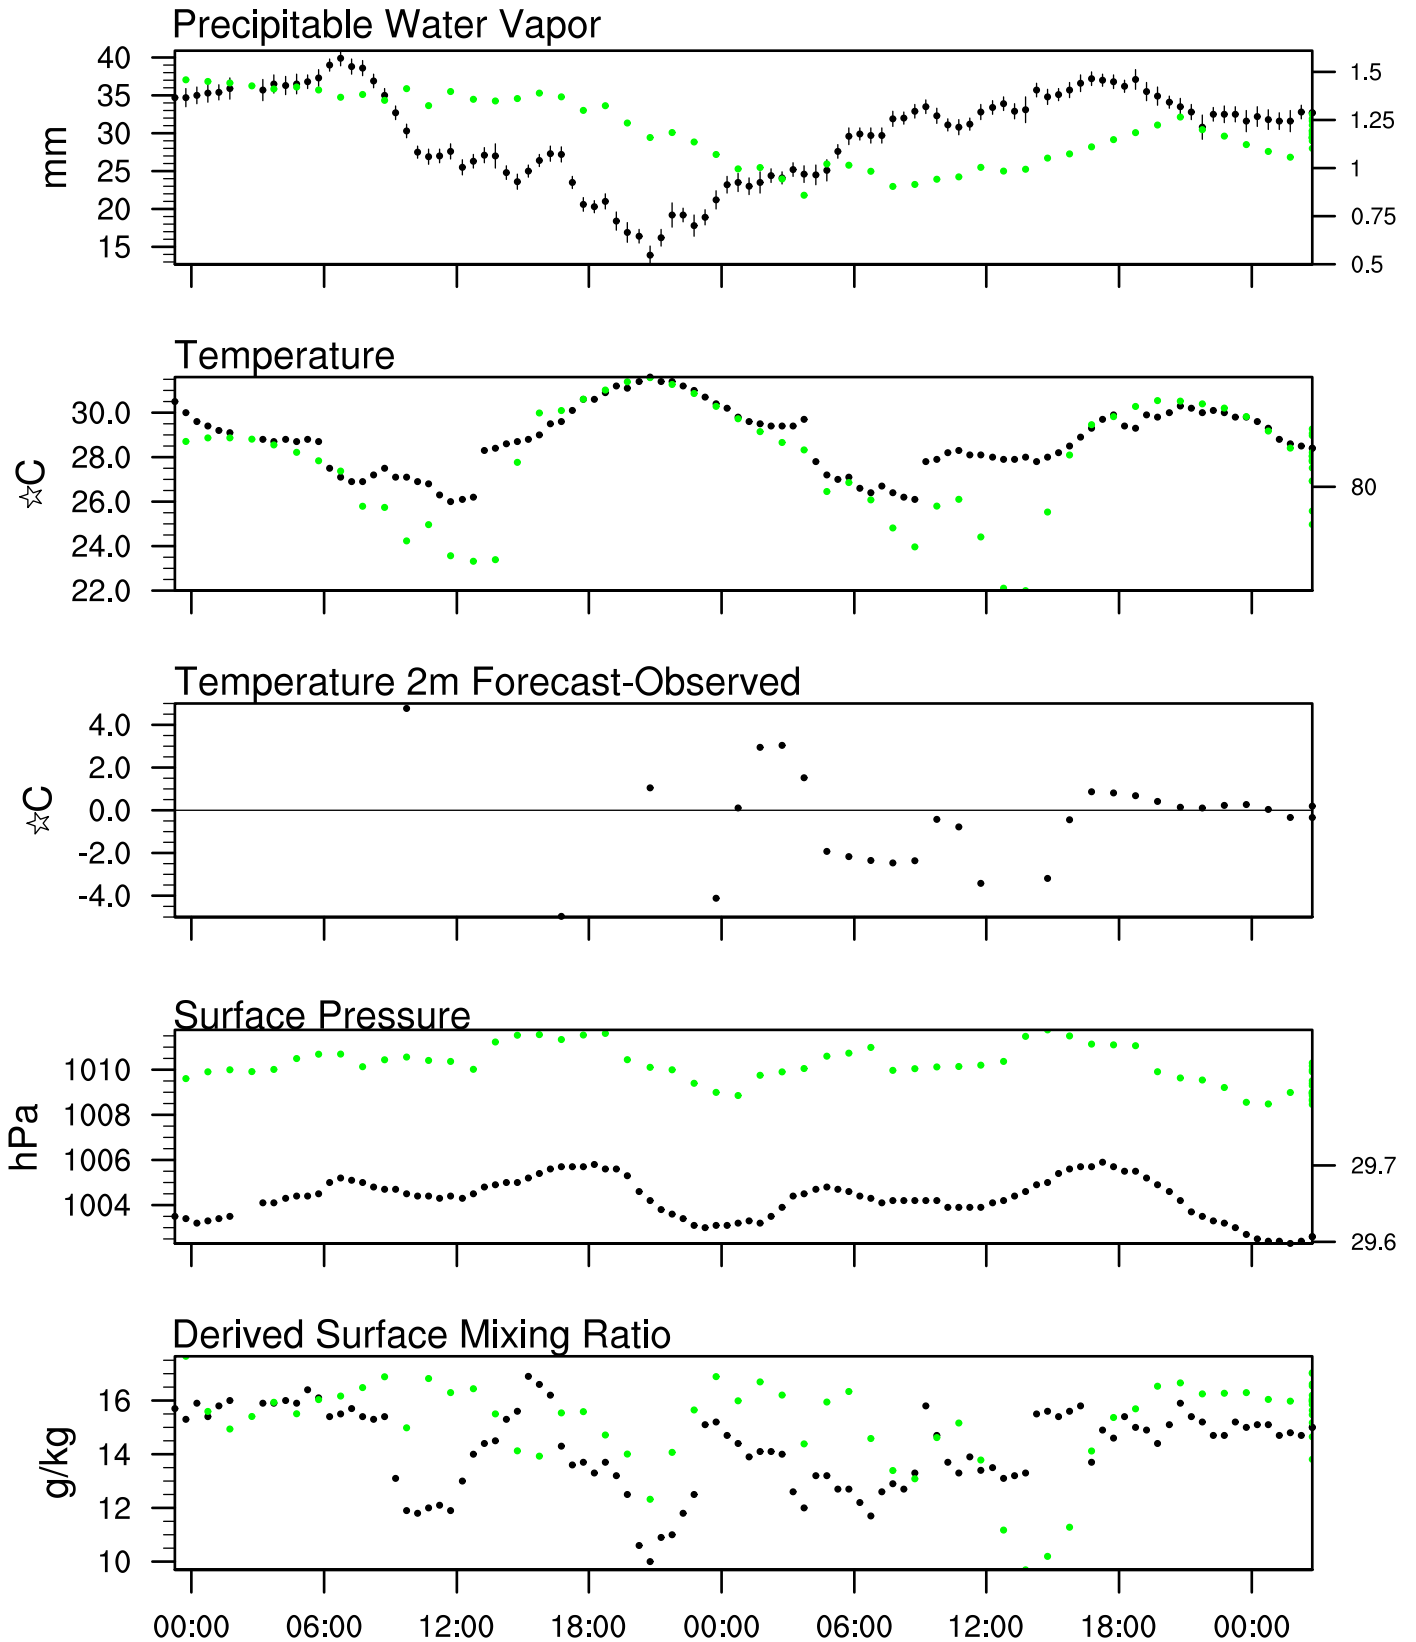 Precipitable Water Vapor
40
35
30
25
20
15
mm
1.5
1.25
1
0.75
0.5
Temperature
30.0
28.0
26.0
24.0
22.0
☆C
80
Temperature 2m Forecast-Observed
4.0
2.0
0.0
-2.0
-4.0
☆C
Surface Pressure
1010
1008
1006
1004
hPa
29.7
29.6
Derived Surface Mixing Ratio
16
14
12
10
g/kg
00:00 06:00 12:00 18:00 00:00 06:00 12:00 18:00 00:00